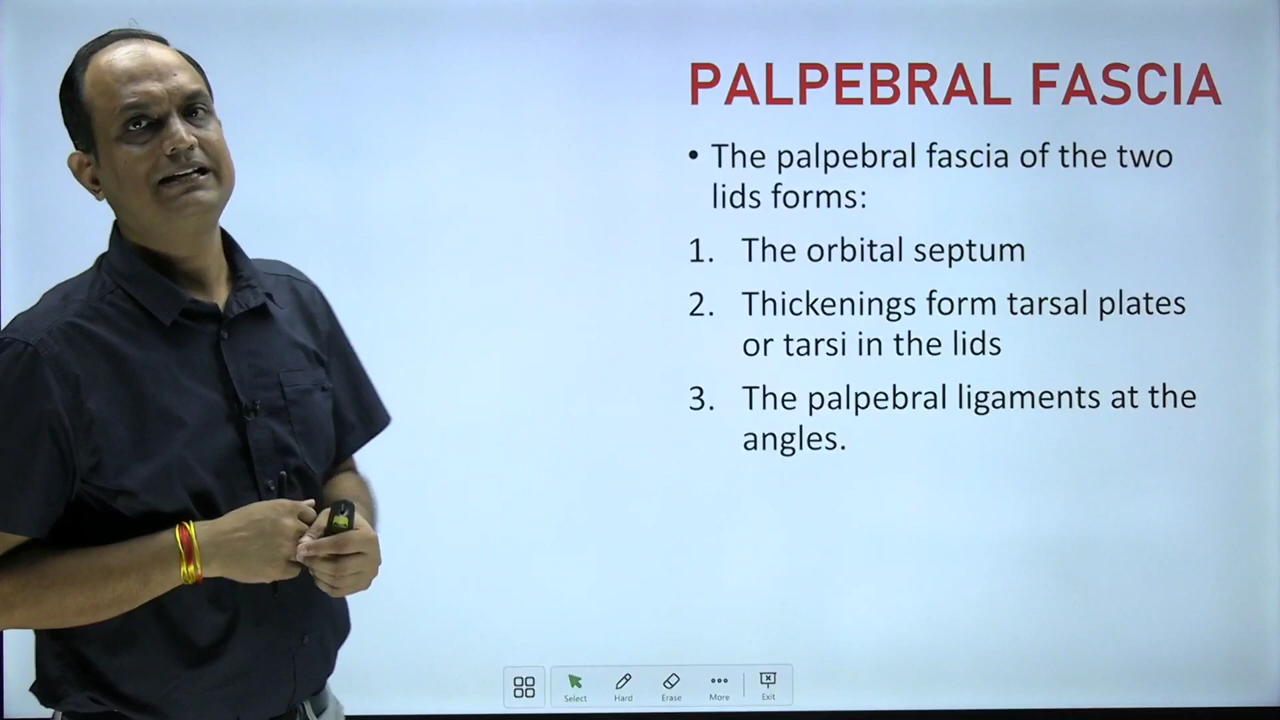 PALPEBRAL FASCIA
• The palpebral fascia of the two
lids forms:
1. The orbital septum
2. Thickenings form tarsal plates
or tarsi in the lids
3. The palpebral ligaments at the
angles.
Select Hard Erase More Exit